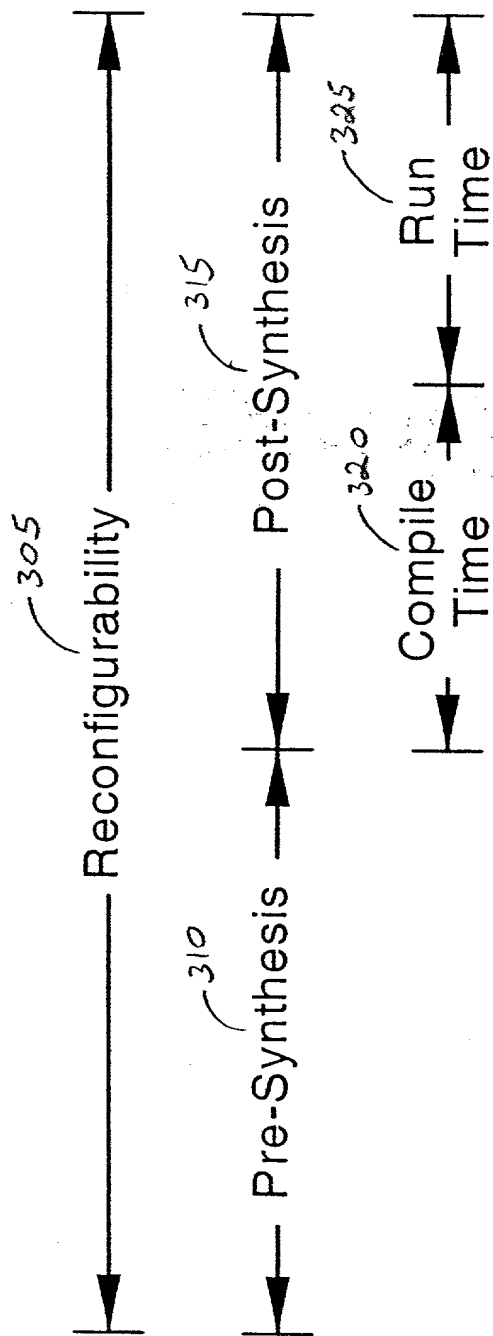 305
Reconfigurability
310
Pre-Synthesis
315
Post-Synthesis
320
Compile
Time
325
Run
Time